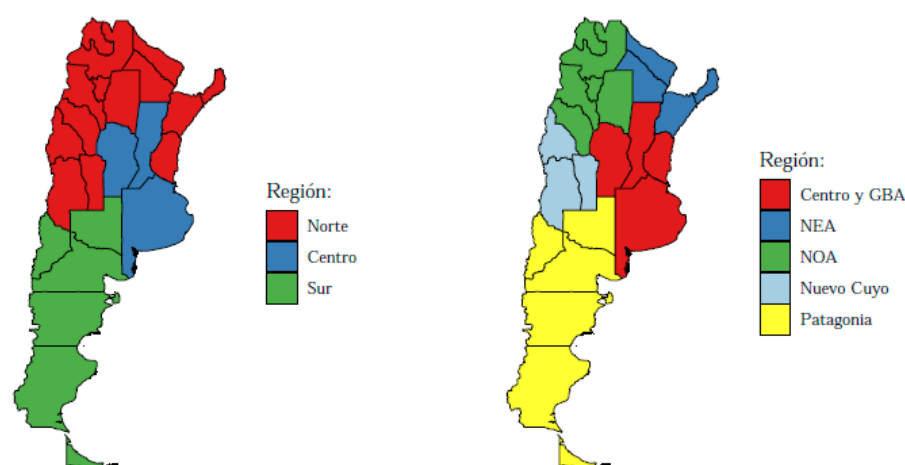 Región:
Norte
Centro
Sur
Región:
Centro y GBA
NEA
NOA
Nuevo Cuyo
Patagonia